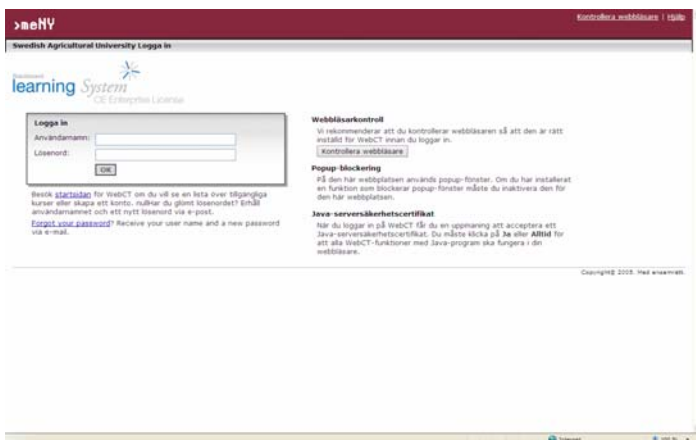 >meNY
Kontrollera webbläsare | Hjälp
Swedish Agricultural University Logga in
Blackboard
learning System
CE Enterprise License
Logga in
Användarnamn:
Lösenord:
OK
Besök startsidan för WebCT om du vill se en lista över tillgängliga
kurser eller skapa ett konto. nullHar du glömt lösenordet? Erhåll
användarnamnet och ett nytt lösenord via e-post.
Forgot your password? Receive your user name and a new password
via e-mail.
Webbläsarkontroll
Vi rekommenderar att du kontrollerar webbläsaren så att den är rätt
inställd för WebCT innan du loggar in.
Kontrollera webbläsare
Popup-blockering
På den här webbplatsen används popup-fönster. Om du har installerat
en funktion som blockerar popup-fönster måste du inaktivera den för
den här webbplatsen.
Java-serversäkerhetscertifikat
När du loggar in på WebCT får du en uppmaning att acceptera ett
Java-serversäkerhetscertifikat. Du måste klicka på Ja eller Alltid för
att alla WebCT-funktioner med Java-program ska fungera i din
webbläsare.
Copyright© 2005. Med ensamrätt.
Internet
100 %